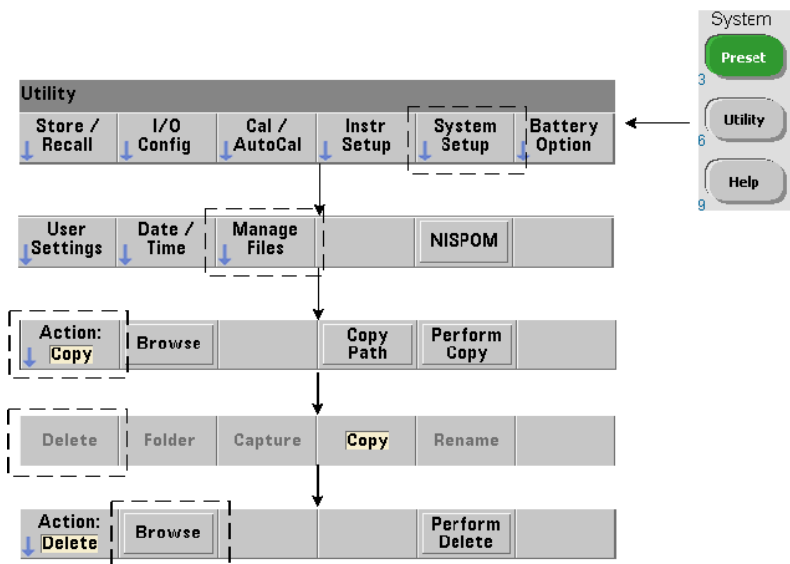 System
Preset
3
Utility
Utility
6
Help
9
Store / I/O Cal / Instr System Battery
Recall Config AutoCal Setup Setup Option
User Date / Manage
Settings Time Files NISPOM
Action: Browse Copy Perform
Copy Path Copy
Delete Folder Capture Copy Rename
Action: Browse Perform
Delete Delete